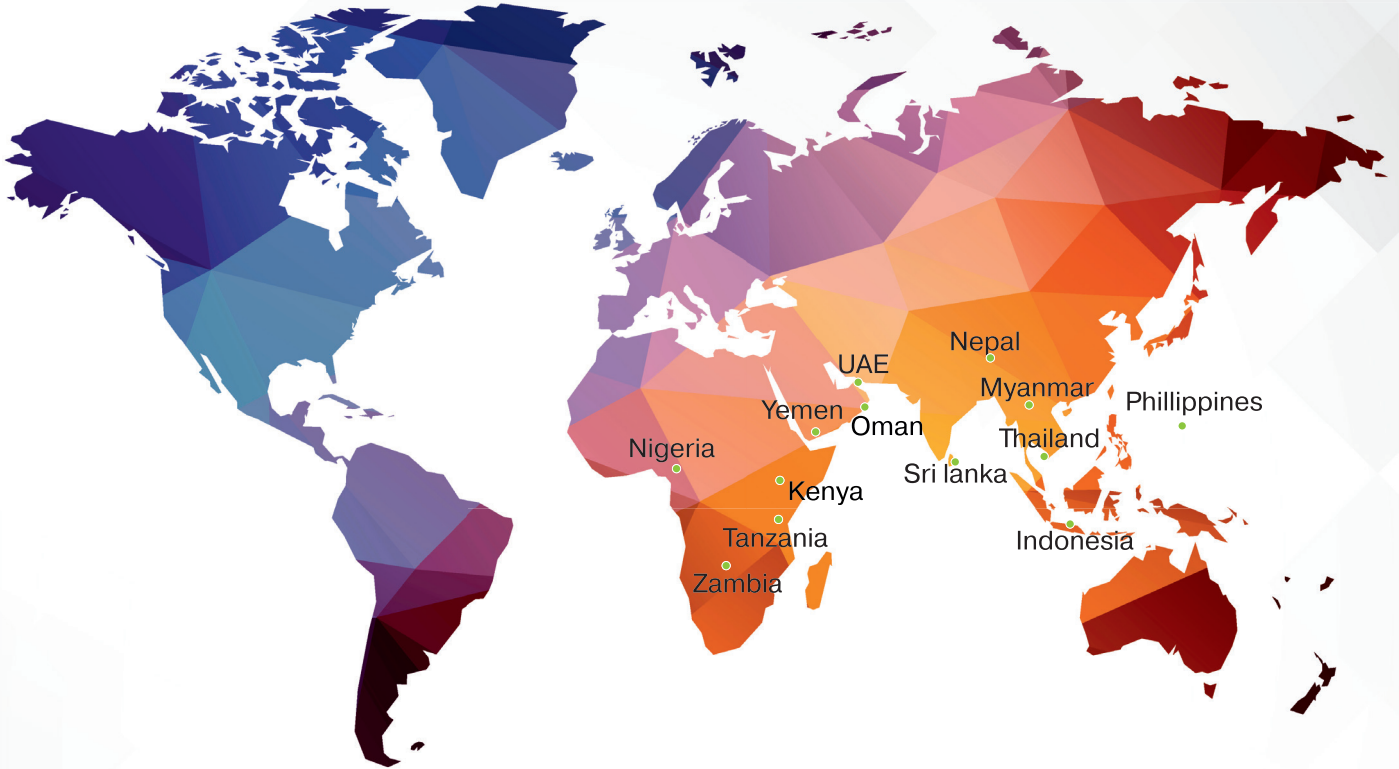 Nepal
UAE
Myanmar
Phillippines
Yemen
Oman
Thailand
Nigeria
Sri lanka
Kenya
Tanzania
Indonesia
Zambia